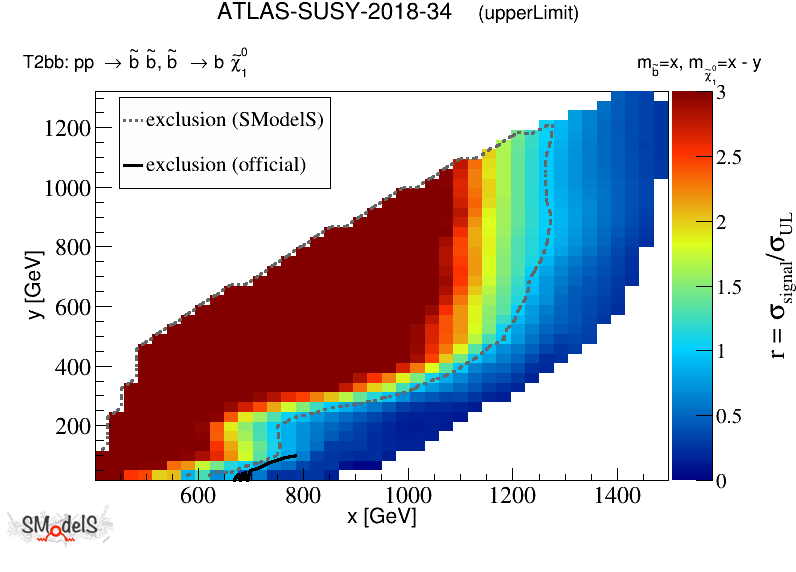 ATLAS-SUSY-2018-34 (upperLimit)
T2bb: pp → b̃ b̃, b̃ → b χ̃₁⁰
m_b̃=x, m_χ̃₁⁰=x - y
exclusion (SModelS)
exclusion (official)
y [GeV]
1200
1000
800
600
400
200
600 800 1000 1200 1400
x [GeV]
3
2.5
2
1.5
1
0.5
0
r = σ_signal/σ_UL
SModelS